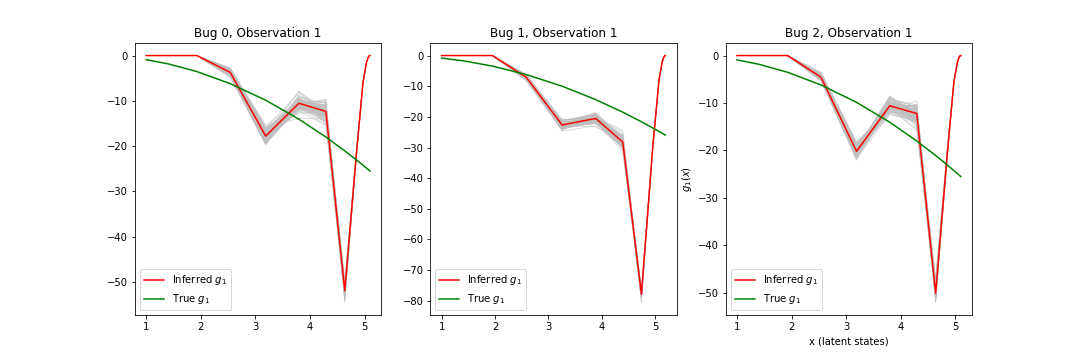 Bug 0, Observation 1
0
−10
−20
−30
−40
−50
1 2 3 4 5
Inferred g₁
True g₁
Bug 1, Observation 1
0
−10
−20
−30
−40
−50
−60
−70
−80
1 2 3 4 5
Inferred g₁
True g₁
Bug 2, Observation 1
g₁(x)
0
−10
−20
−30
−40
−50
1 2 3 4 5
x (latent states)
Inferred g₁
True g₁